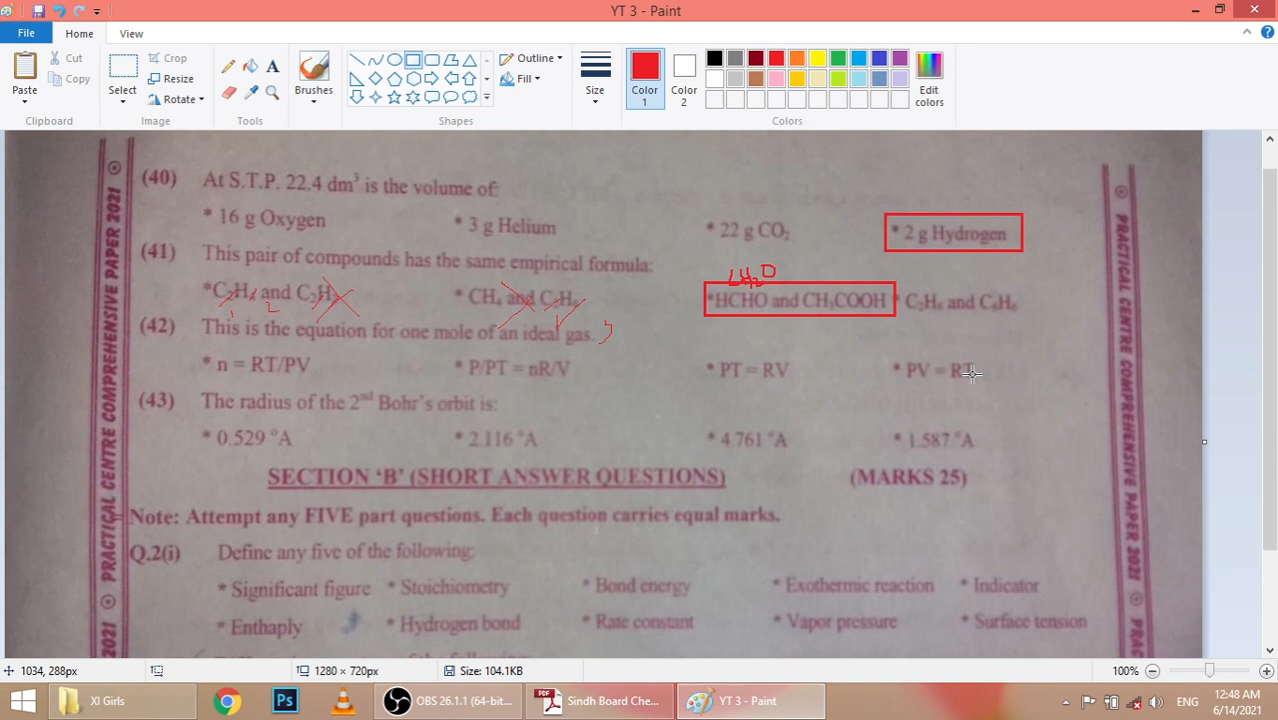 YT 3 - Paint
File Home View
Cut
Copy
Paste
Crop
Resize
Rotate
Select
Brushes
Outline
Fill
Size
Color 1
Color 2
Edit colors
Clipboard Image Tools Shapes Colors
(40) At S.T.P. 22.4 dm³ is the volume of:
* 16 g Oxygen * 3 g Helium * 22 g CO₂ * 2 g Hydrogen
(41) This pair of compounds has the same empirical formula:
and * CH₄ and *HCHO and CH₃COOH * C₂H₆ and C₆H₆
(42) This is the equation for one mole of an ideal gas.
* n = RT/PV * P/PT = nR/V * PT = RV * PV = RT
(43) The radius of the 2nd Bohr's orbit is:
* 0.529 °A * 2.116 °A * 4.761 °A * 1.587 °A
SECTION 'B' (SHORT ANSWER QUESTIONS) (MARKS 25)
Note: Attempt any FIVE part questions. Each question carries equal marks.
Q.2(i) Define any five of the following:
* Significant figure * Stoichiometry * Bond energy * Exothermic reaction * Indicator
* Enthaply * Hydrogen bond * Rate constant * Vapor pressure * Surface tension
of the following:
PRACTICAL CENTRE COMPREHENSIVE PAPER 2021
2021
PRACTICAL CENTRE COMPREHENSIVE PAPER 2021
PRAC
1034, 288px 1280 × 720px Size: 104.1KB 100%
XI Girls
Ps
OBS 26.1.1 (64-bit...
PDF
Sindh Board Che...
YT 3 - Paint
ENG
12:48 AM
6/14/2021